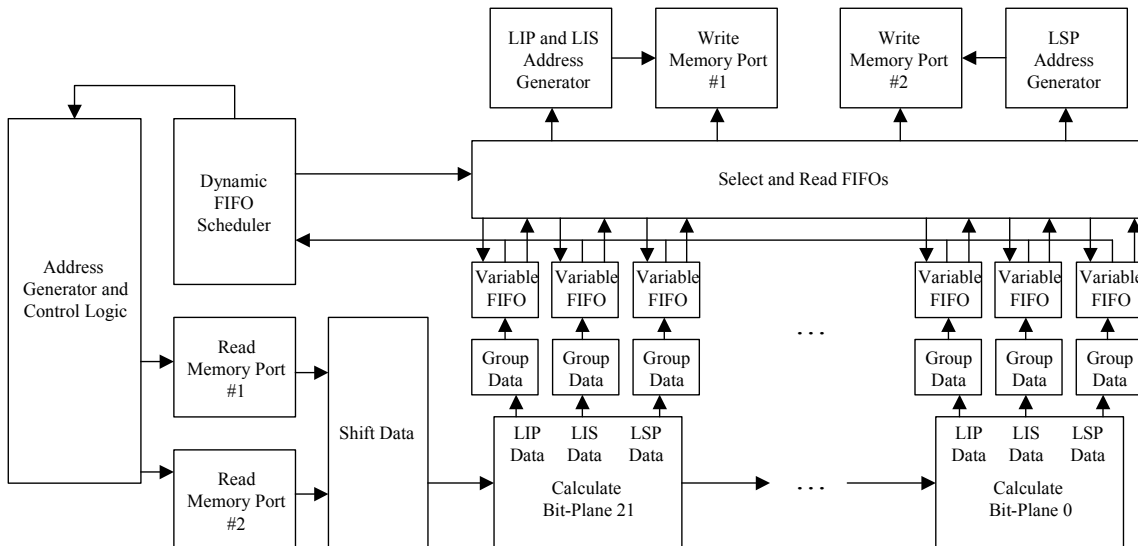 LIP and LIS
Address
Generator
Write
Memory Port
#1
Write
Memory Port
#2
LSP
Address
Generator
Dynamic
FIFO
Scheduler
Select and Read FIFOs
Address
Generator and
Control Logic
Variable
FIFO
Variable
FIFO
Variable
FIFO
Variable
FIFO
Variable
FIFO
Variable
FIFO
. . .
Read
Memory Port
#1
Group
Data
Group
Data
Group
Data
Group
Data
Group
Data
Group
Data
Shift Data
LIP
Data
LIS
Data
LSP
Data
Calculate
Bit-Plane 21
. . .
LIP
Data
LIS
Data
LSP
Data
Calculate
Bit-Plane 0
Read
Memory Port
#2